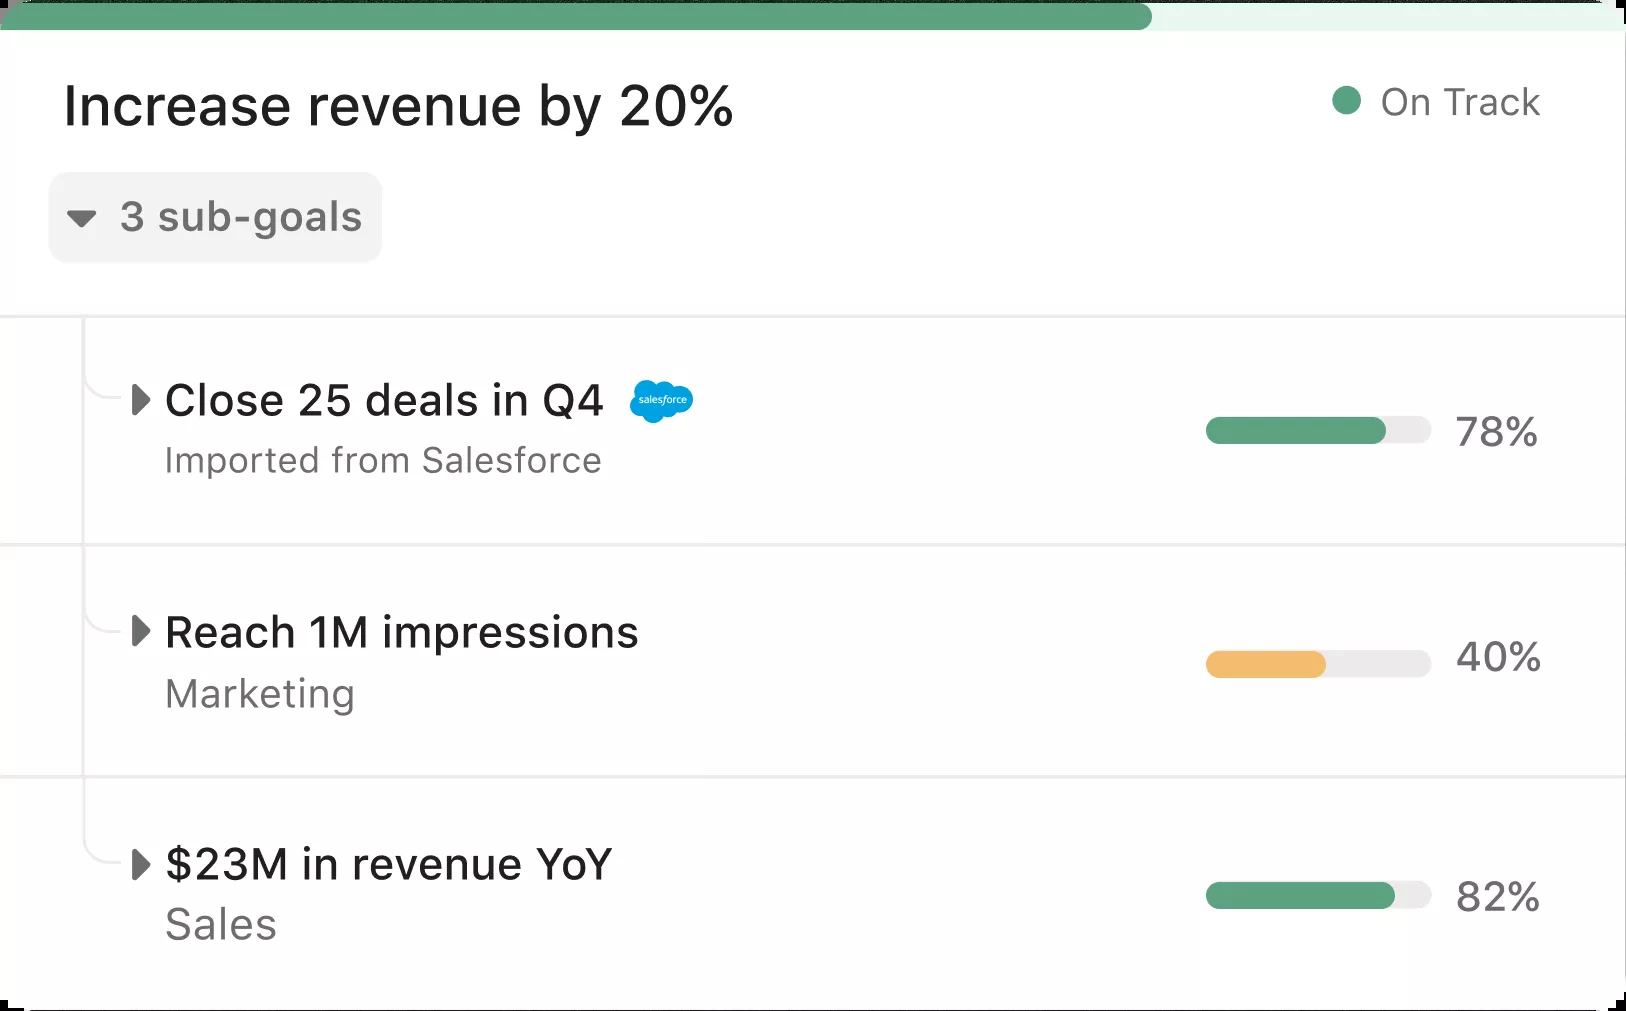 Increase revenue by 20%
On Track
3 sub-goals
Close 25 deals in Q4
salesforce
Imported from Salesforce
78%
Reach 1M impressions
Marketing
40%
$23M in revenue YoY
Sales
82%